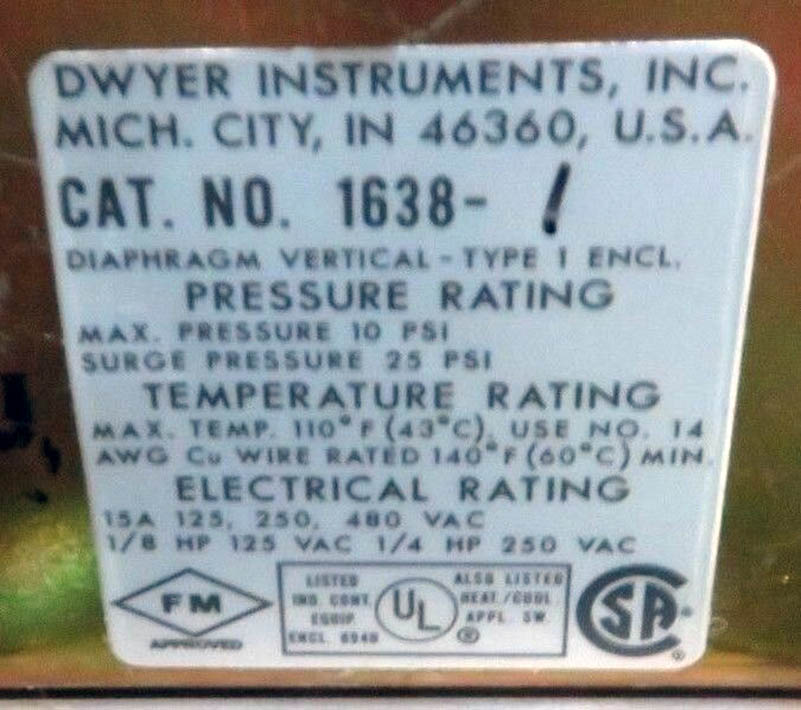 DWYER INSTRUMENTS, INC.
MICH. CITY, IN 46360, U.S.A.
CAT. NO. 1638- 1
DIAPHRAGM VERTICAL - TYPE 1 ENCL.
PRESSURE RATING
MAX. PRESSURE 10 PSI
SURGE PRESSURE 25 PSI
TEMPERATURE RATING
MAX. TEMP. 110°F (43°C), USE NO. 14
AWG Cu WIRE RATED 140°F (60°C) MIN.
ELECTRICAL RATING
15A 125, 250, 480 VAC
1/8 HP 125 VAC 1/4 HP 250 VAC
FM
APPROVED
LISTED
IND. CONT.
EQUIP.
ENCL. 6940
UL
ALSO LISTED
HEAT./COOL.
APPL. SW.
®
SA
®